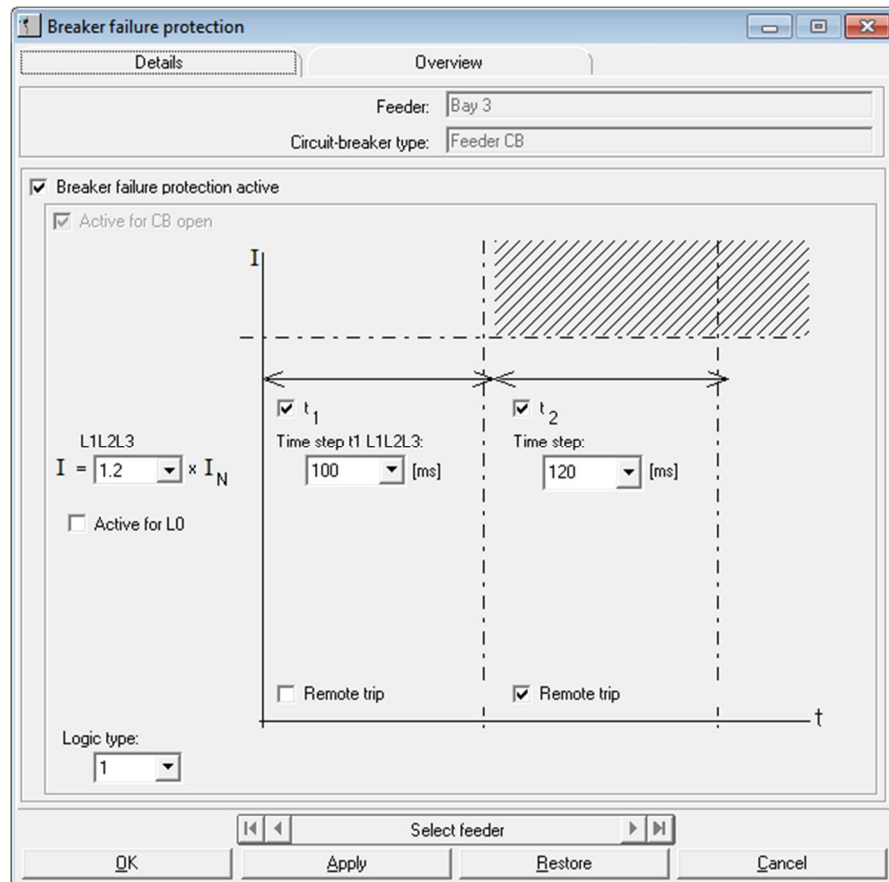 Breaker failure protection
Details Overview
Feeder: Bay 3
Circuit-breaker type: Feeder CB
Breaker failure protection active
Active for CB open
I
t1 t2
L1L2L3 Time step t1 L1L2L3: Time step:
I = 1.2 × IN 100 [ms] 120 [ms]
Active for L0
Remote trip Remote trip
t
Logic type:
1
Select feeder
OK Apply Restore Cancel